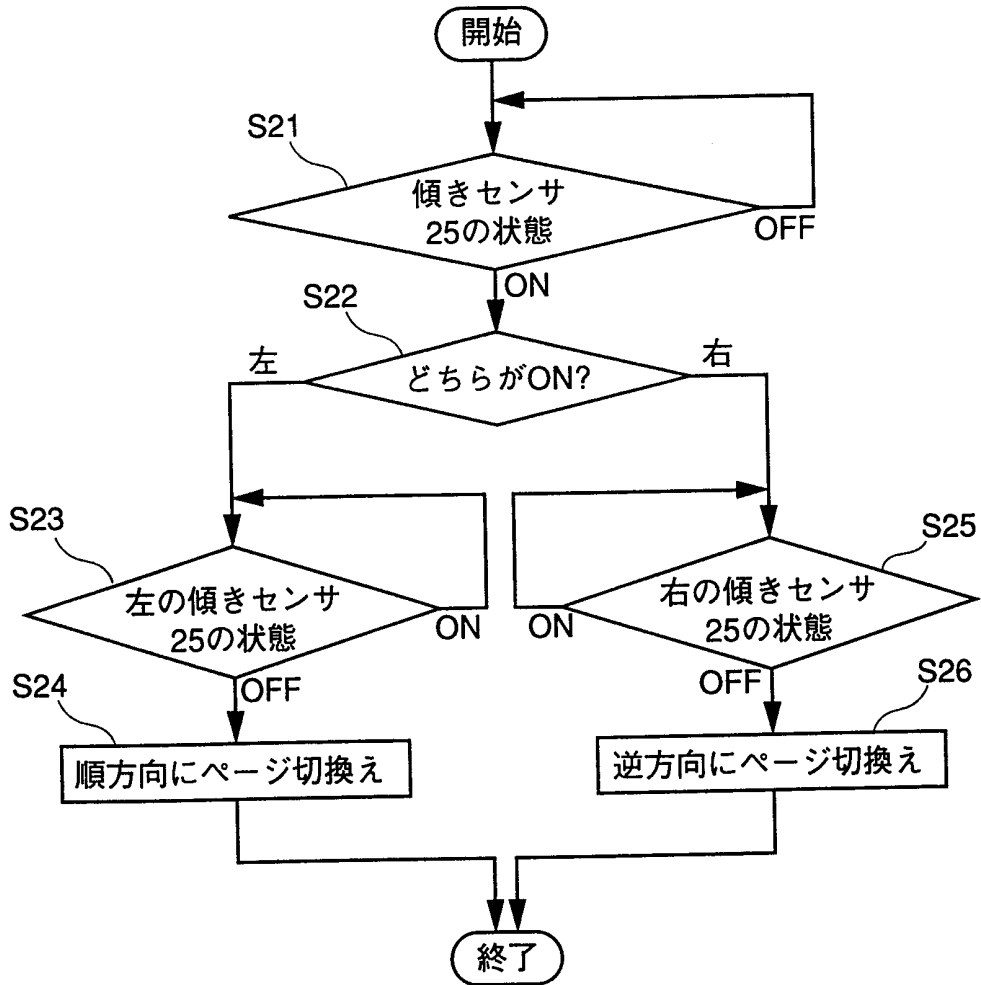 開始
S21
傾きセンサ
25の状態
OFF
ON
S22
左
どちらがON?
右
S23
左の傾きセンサ
25の状態
ON
OFF
S25
右の傾きセンサ
25の状態
ON
OFF
S24
順方向にページ切換え
S26
逆方向にページ切換え
終了